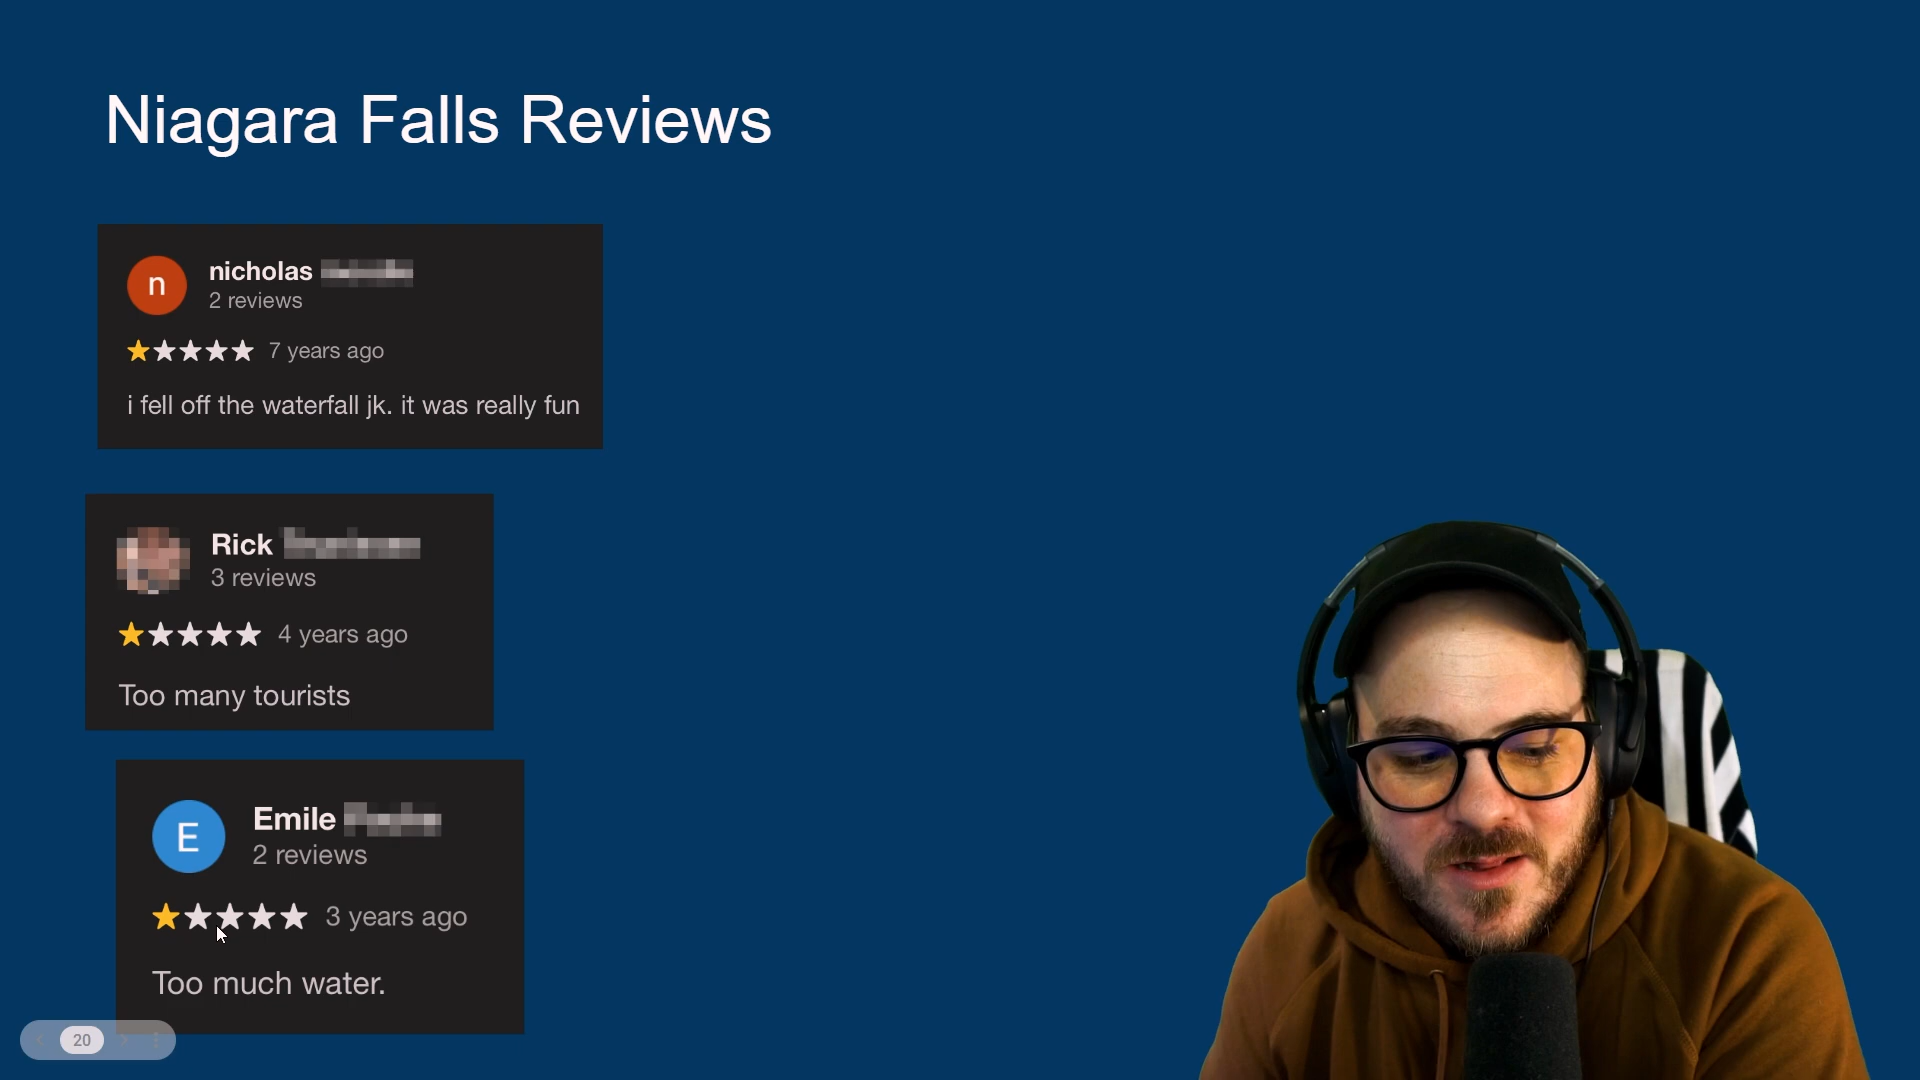 Niagara Falls Reviews
n
nicholas
2 reviews
7 years ago
i fell off the waterfall jk. it was really fun
Rick
3 reviews
4 years ago
Too many tourists
E
Emile
2 reviews
3 years ago
Too much water.
20